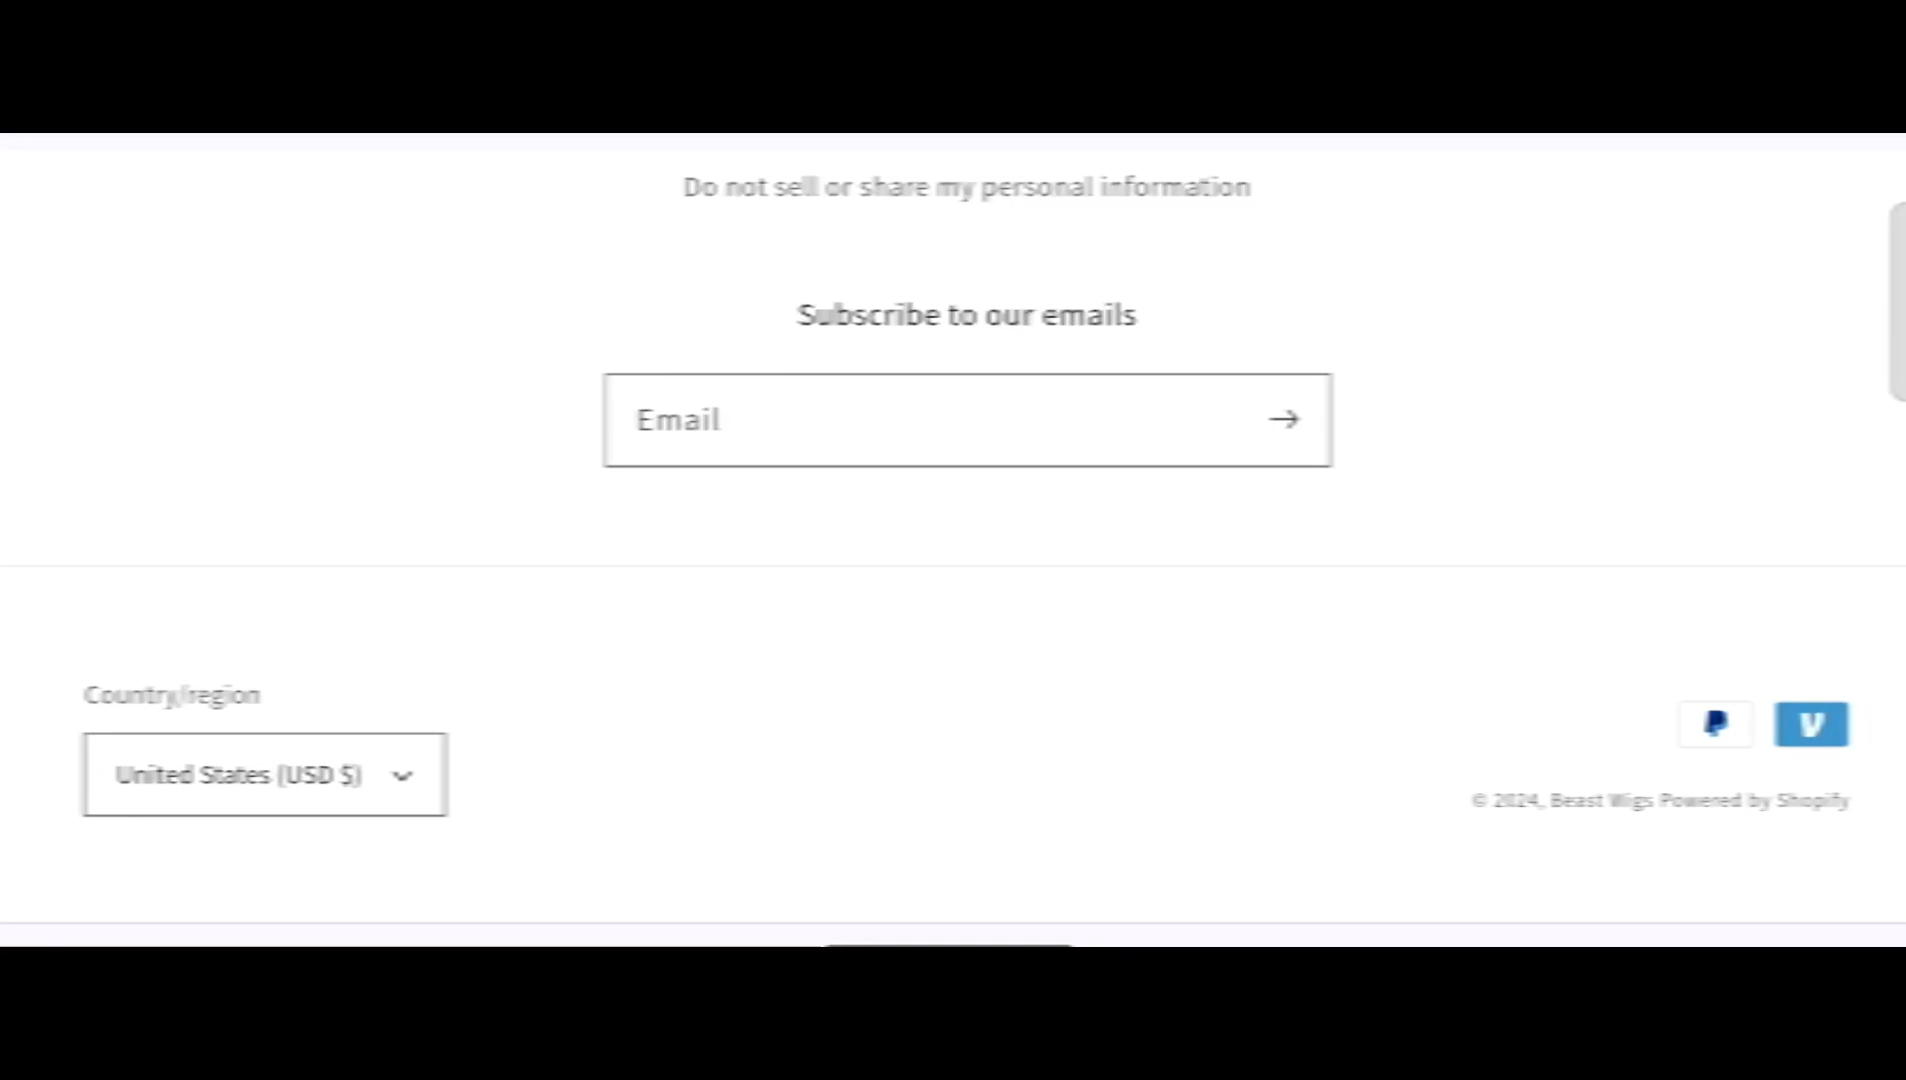 Do not sell or share my personal information
Subscribe to our emails
Email
Country/region
United States (USD $)
© 2024, Beast Wigs Powered by Shopify